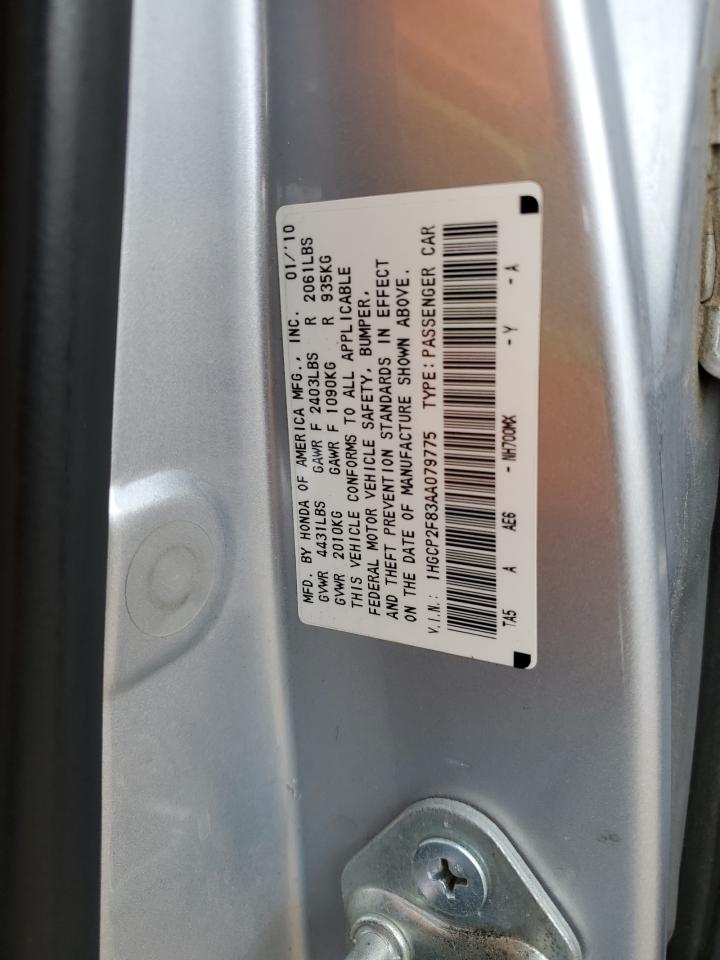 MFD. BY HONDA OF AMERICA MFG., INC. 01/'10
GVWR 4431LBS GAWR F 2403LBS R 2061LBS
GVWR 2010KG GAWR F 1090KG R 935KG
THIS VEHICLE CONFORMS TO ALL APPLICABLE
FEDERAL MOTOR VEHICLE SAFETY, BUMPER,
AND THEFT PREVENTION STANDARDS IN EFFECT
ON THE DATE OF MANUFACTURE SHOWN ABOVE.
V.I.N.: 1HGCP2F83AA079775 TYPE:PASSENGER CAR
TA5 A AE6 - NH700MX - Y - A